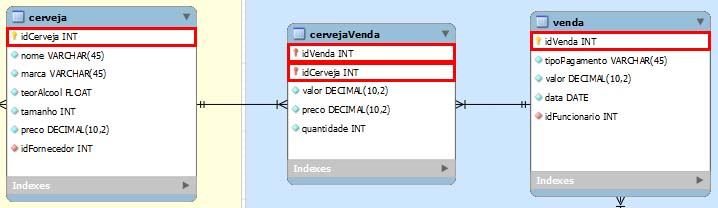 cerveja
idCerveja INT
nome VARCHAR(45)
marca VARCHAR(45)
teorAlcool FLOAT
tamanho INT
preco DECIMAL(10,2)
idFornecedor INT
Indexes
cervejaVenda
idVenda INT
idCerveja INT
valor DECIMAL(10,2)
preco DECIMAL(10,2)
quantidade INT
Indexes
venda
idVenda INT
tipoPagamento VARCHAR(45)
valor DECIMAL(10,2)
data DATE
idFuncionario INT
Indexes